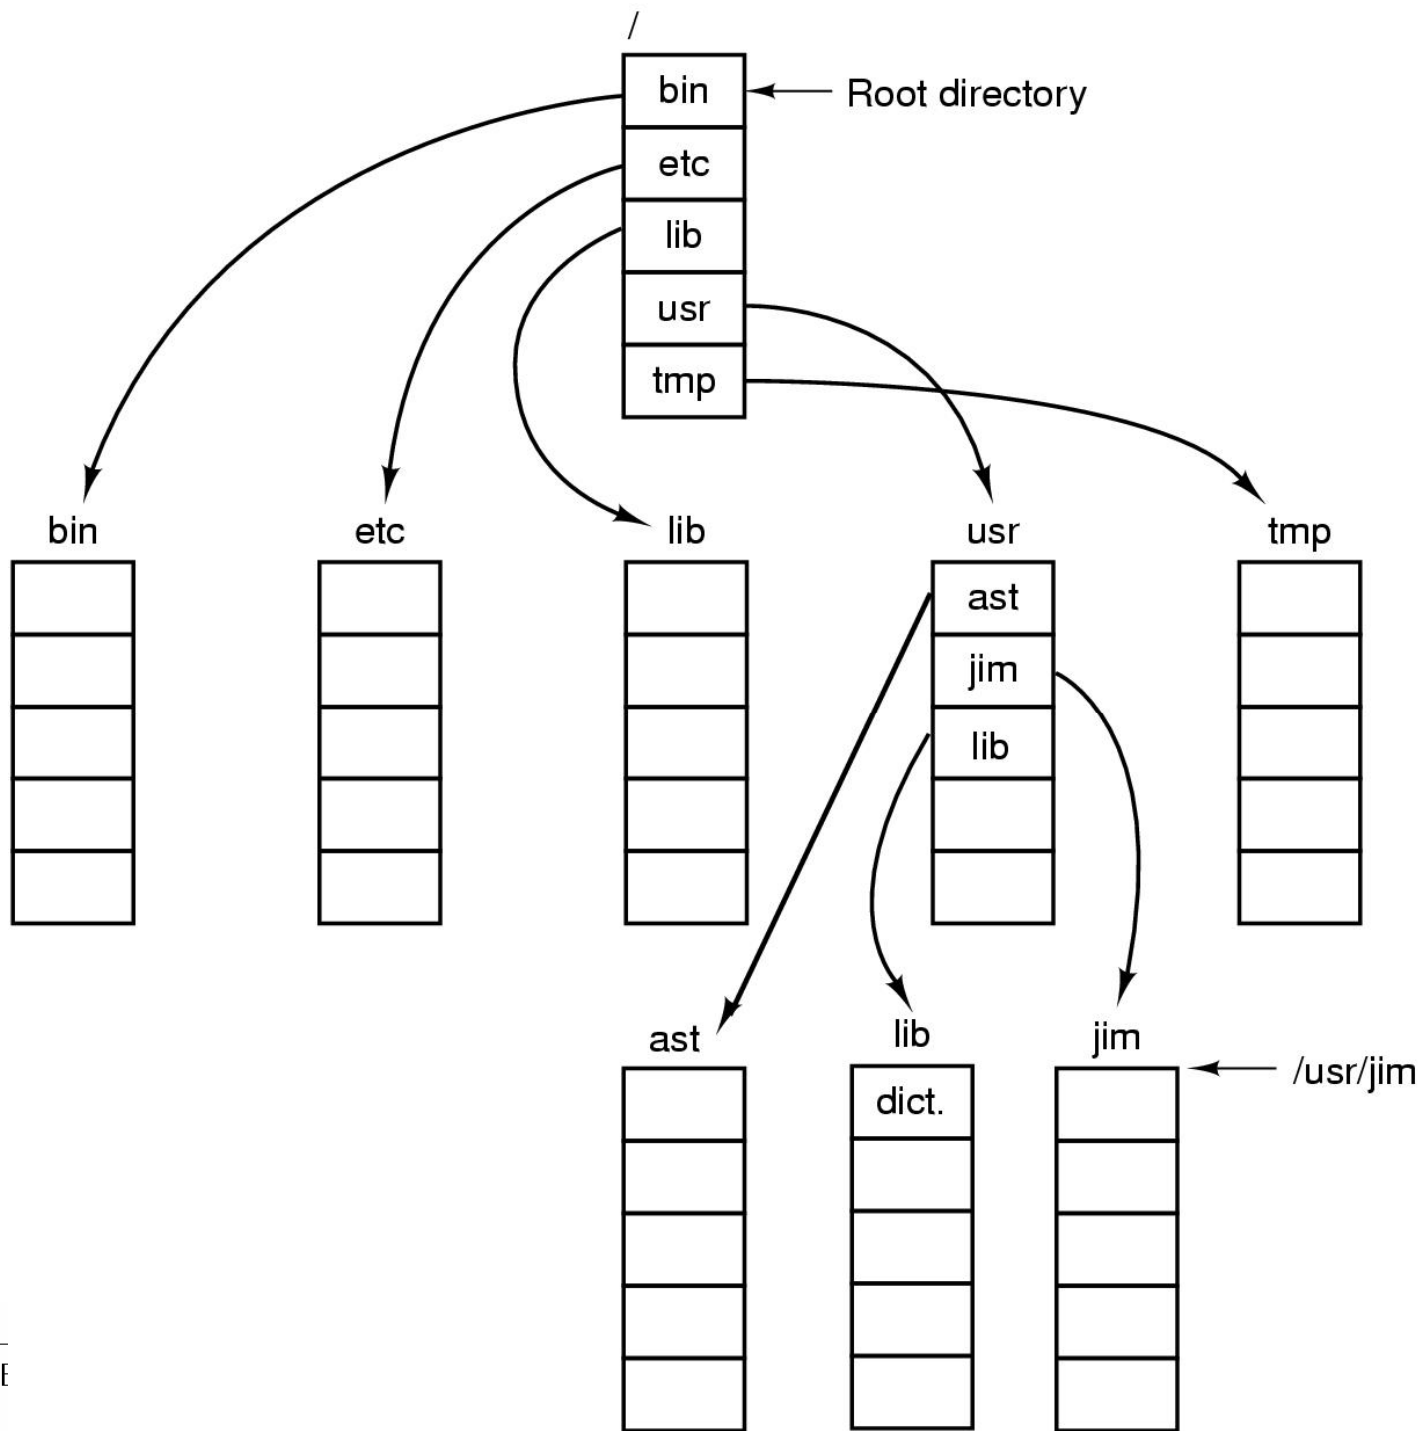 /
bin
Root directory
etc
lib
usr
tmp
bin
etc
lib
usr
tmp
ast
jim
lib
ast
lib
jim
/usr/jim
dict.